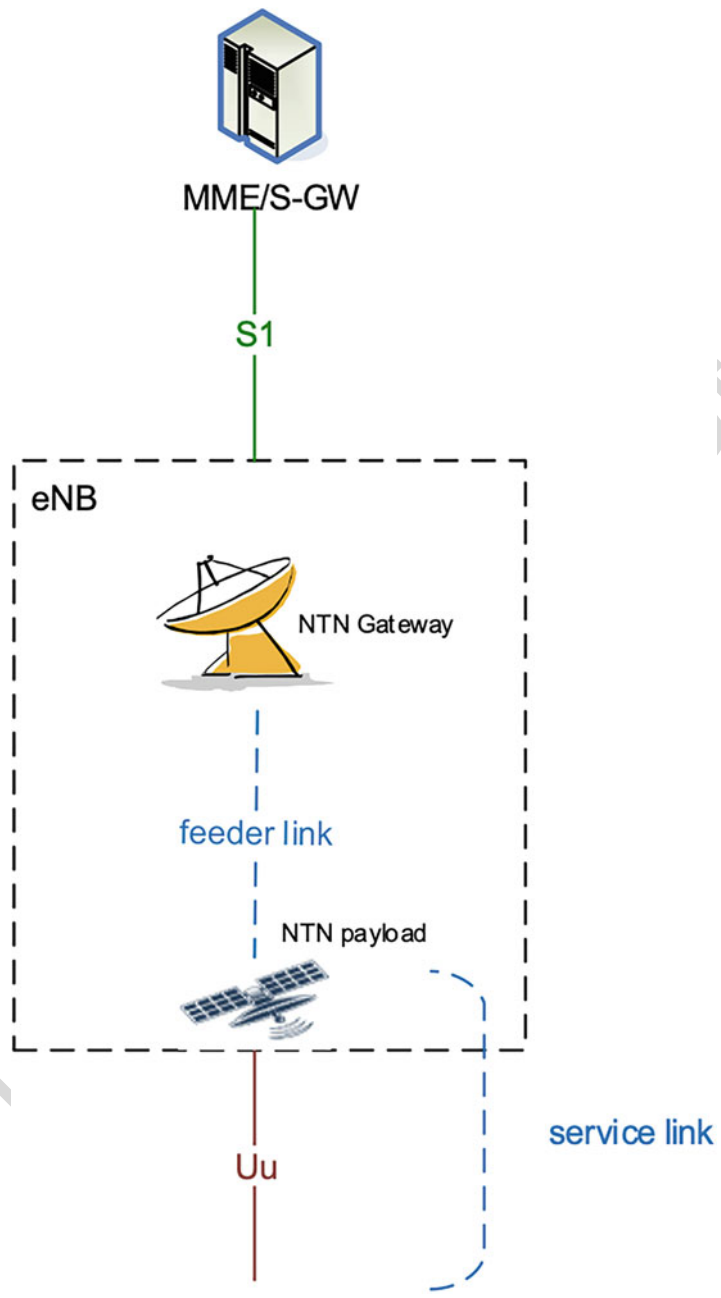 MME/S-GW
S1
eNB
NTN Gateway
feeder link
NTN payload
service link
Uu